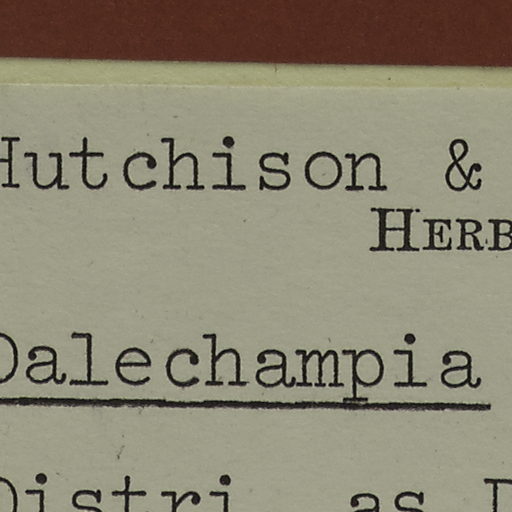 Hutchison &
HERB
Dalechampia
Distri. as D